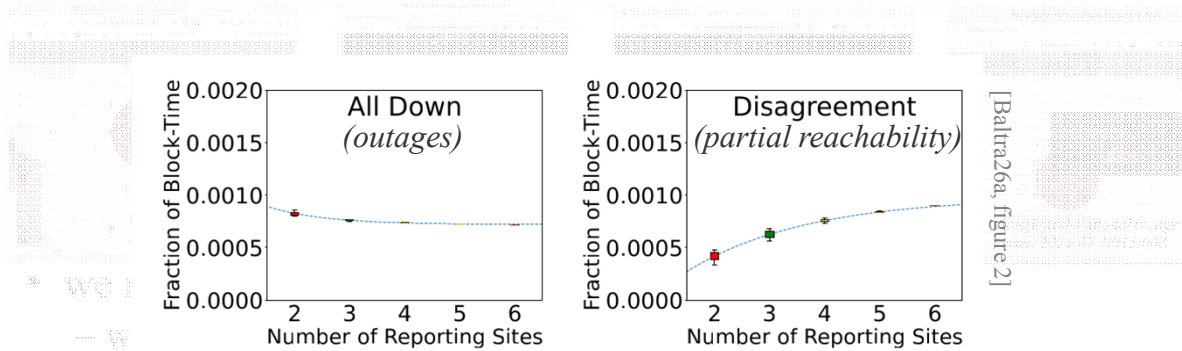 0.0020
All Down
(outages)
0.0015
0.0010
0.0005
0.0000
2 3 4 5 6
Number of Reporting Sites
Fraction of Block-Time
0.0020
Disagreement
(partial reachability)
0.0015
0.0010
0.0005
0.0000
2 3 4 5 6
Number of Reporting Sites
Fraction of Block-Time
[Baltra26a, figure 2]
we